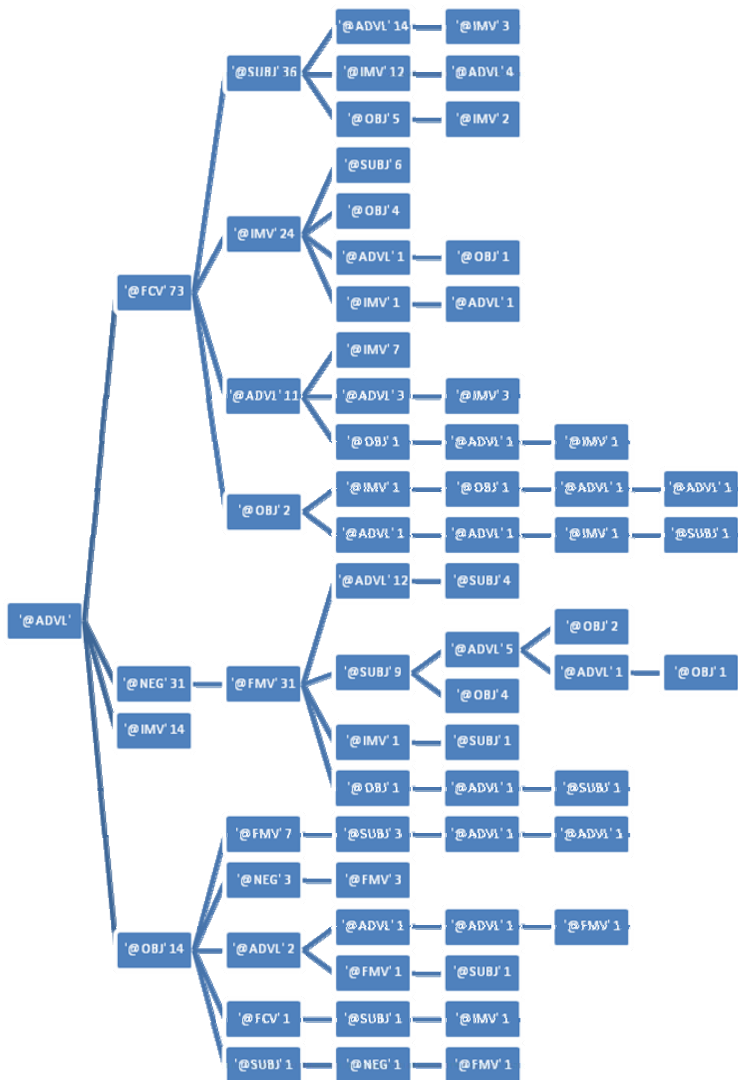 '@ADVL' 14
'@IMV' 3
'@SUBJ' 36
'@IMV' 12
'@ADVL' 4
'@OBJ' 5
'@IMV' 2
'@SUBJ' 6
'@OBJ' 4
'@IMV' 24
'@ADVL' 1
'@OBJ' 1
'@FCV' 73
'@IMV' 1
'@ADVL' 1
'@IMV' 7
'@ADVL' 11
'@ADVL' 3
'@IMV' 3
'@OBJ' 1
'@ADVL' 1
'@IMV' 1
'@IMV' 1
'@OBJ' 1
'@ADVL' 1
'@ADVL' 1
'@OBJ' 2
'@ADVL' 1
'@ADVL' 1
'@IMV' 1
'@SUBJ' 1
'@ADVL' 12
'@SUBJ' 4
'@ADVL'
'@OBJ' 2
'@ADVL' 5
'@NEG' 31
'@FMV' 31
'@SUBJ' 9
'@ADVL' 1
'@OBJ' 1
'@OBJ' 4
'@IMV' 14
'@IMV' 1
'@SUBJ' 1
'@OBJ' 1
'@ADVL' 1
'@SUBJ' 1
'@FMV' 7
'@SUBJ' 3
'@ADVL' 1
'@ADVL' 1
'@NEG' 3
'@FMV' 3
'@ADVL' 1
'@ADVL' 1
'@FMV' 1
'@OBJ' 14
'@ADVL' 2
'@FMV' 1
'@SUBJ' 1
'@FCV' 1
'@SUBJ' 1
'@IMV' 1
'@SUBJ' 1
'@NEG' 1
'@FMV' 1